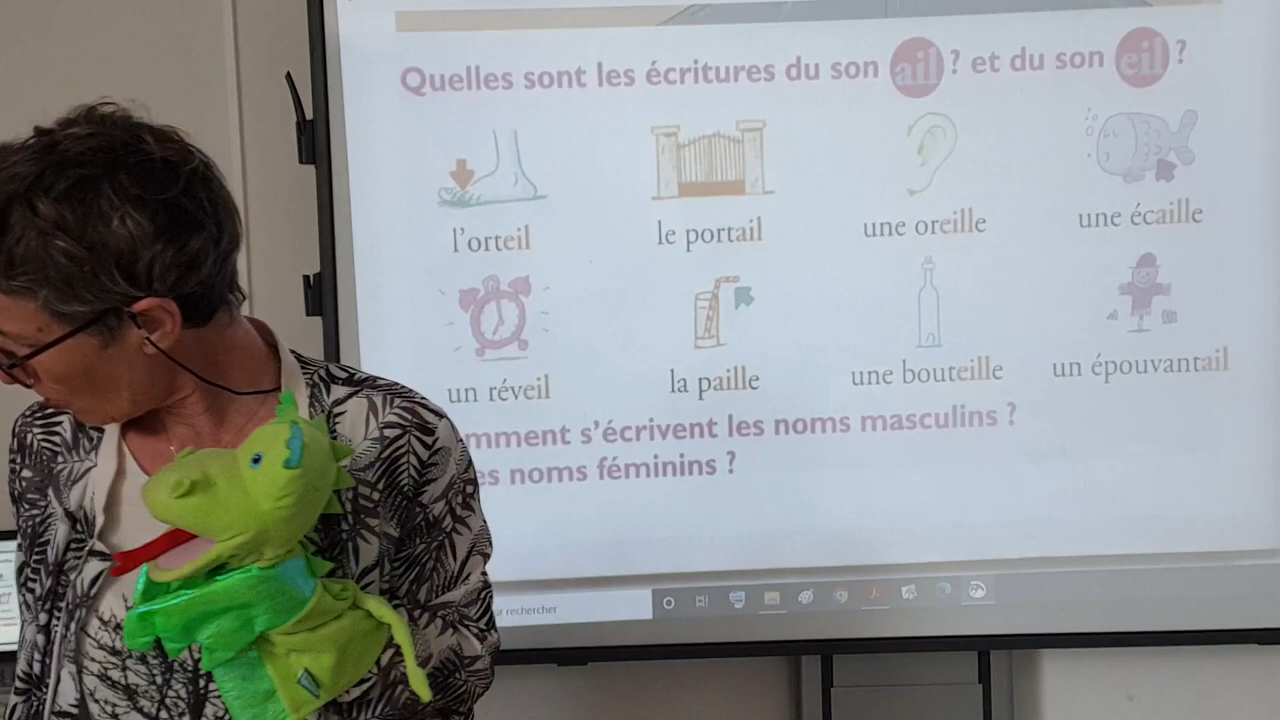 Quelles sont les écritures du son ail ? et du son eil ?
l'orteil le portail une oreille une écaille
un réveil la paille une bouteille un épouvantail
mment s'écrivent les noms masculins ?
es noms féminins ?
rechercher